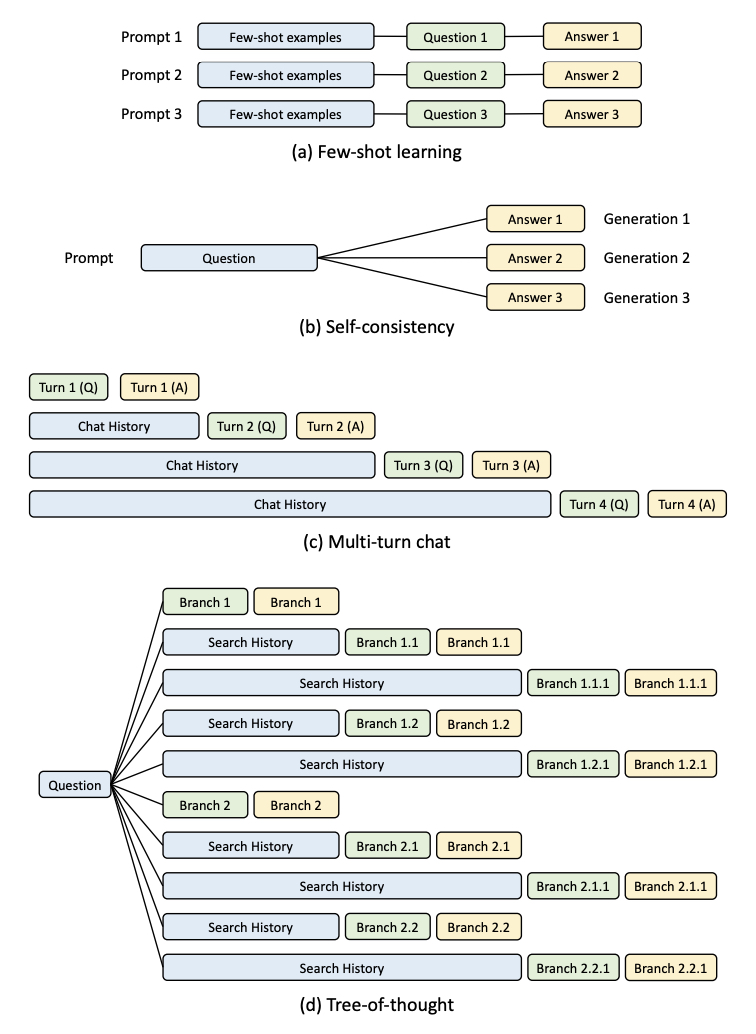 Prompt 1 Few-shot examples Question 1 Answer 1
Prompt 2 Few-shot examples Question 2 Answer 2
Prompt 3 Few-shot examples Question 3 Answer 3
(a) Few-shot learning
Answer 1 Generation 1
Prompt Question Answer 2 Generation 2
Answer 3 Generation 3
(b) Self-consistency
Turn 1 (Q) Turn 1 (A)
Chat History Turn 2 (Q) Turn 2 (A)
Chat History Turn 3 (Q) Turn 3 (A)
Chat History Turn 4 (Q) Turn 4 (A)
(c) Multi-turn chat
Branch 1 Branch 1
Search History Branch 1.1 Branch 1.1
Search History Branch 1.1.1 Branch 1.1.1
Search History Branch 1.2 Branch 1.2
Search History Branch 1.2.1 Branch 1.2.1
Question
Branch 2 Branch 2
Search History Branch 2.1 Branch 2.1
Search History Branch 2.1.1 Branch 2.1.1
Search History Branch 2.2 Branch 2.2
Search History Branch 2.2.1 Branch 2.2.1
(d) Tree-of-thought